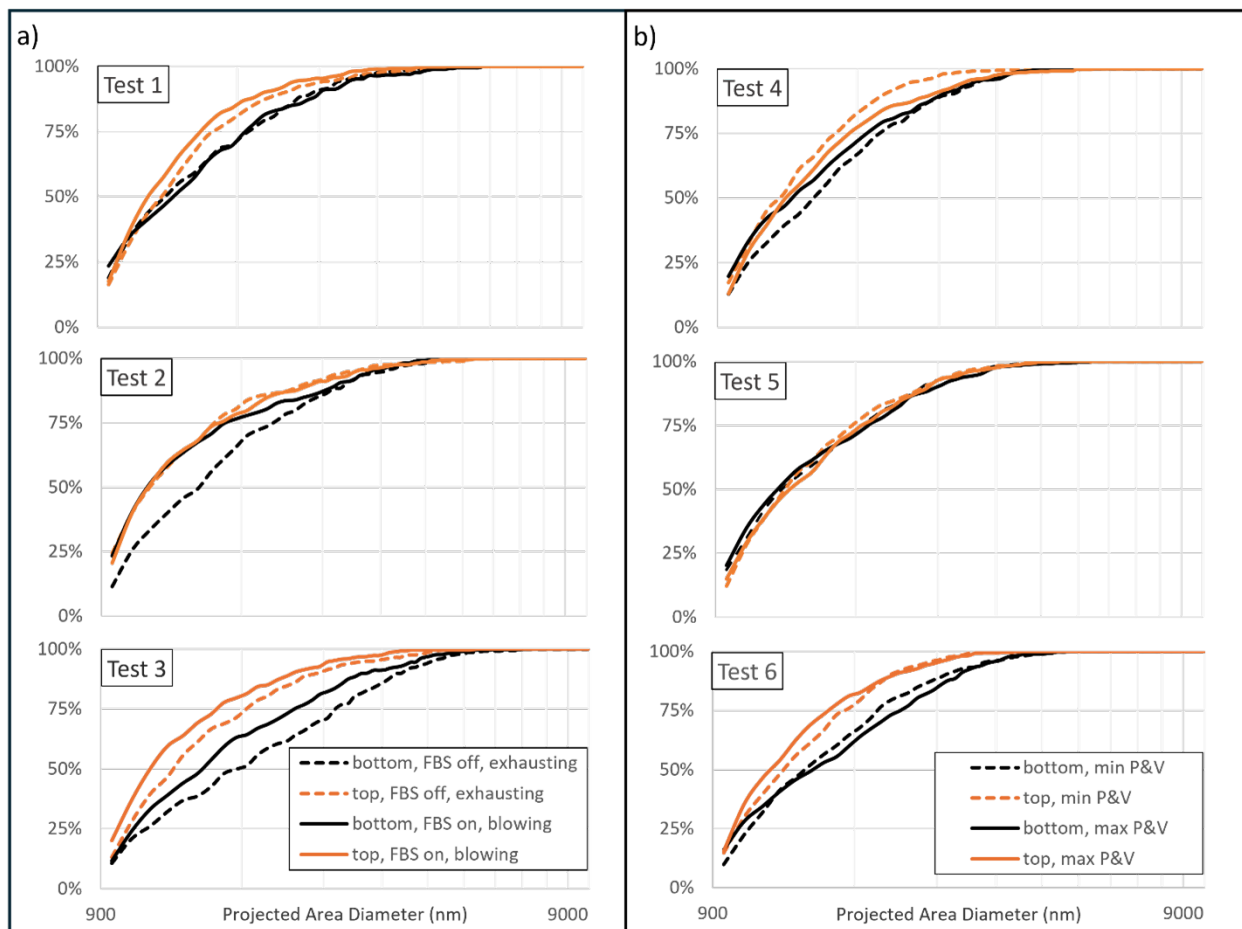 a)
100%
75%
50%
25%
0%
Test 1
100%
75%
50%
25%
0%
Test 2
100%
75%
50%
25%
0%
Test 3
bottom, FBS off, exhausting
top, FBS off, exhausting
bottom, FBS on, blowing
top, FBS on, blowing
900
Projected Area Diameter (nm)
9000
b)
100%
75%
50%
25%
0%
Test 4
100%
75%
50%
25%
0%
Test 5
100%
75%
50%
25%
0%
Test 6
bottom, min P&V
top, min P&V
bottom, max P&V
top, max P&V
900
Projected Area Diameter (nm)
9000